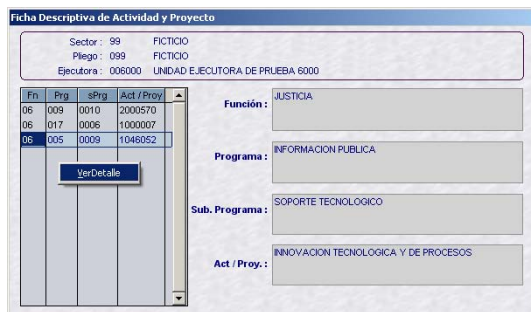 Ficha Descriptiva de Actividad y Proyecto
Sector : 99 FICTICIO
Pliego : 099 FICTICIO
Ejecutora : 006000 UNIDAD EJECUTORA DE PRUEBA 6000
Fn Prg sPrg Act / Proy
06 009 0010 2000570
06 017 0006 1000007
06 005 0009 1046052
VerDetalle
Función : JUSTICIA
Programa : INFORMACION PUBLICA
Sub. Programa : SOPORTE TECNOLOGICO
Act / Proy. : INNOVACION TECNOLOGICA Y DE PROCESOS